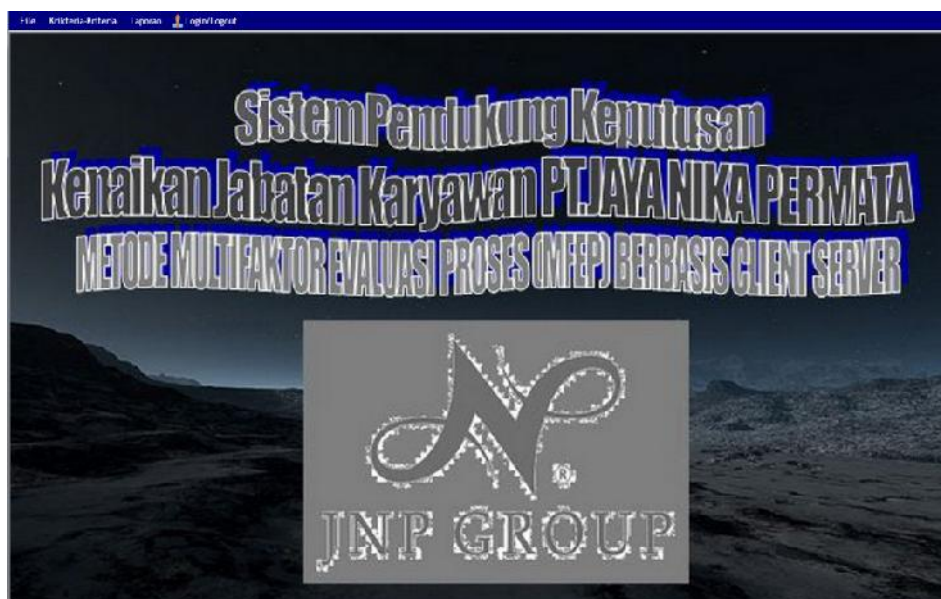 File Krikteria-Kriteria Laporan Login/Logout
Sistem Pendukung Keputusan
Kenaikan Jabatan Karyawan PT.JAYA NIKA PERMATA
METODE MULTIFAKTOR EVALUASI PROSES (MFEP) BERBASIS CLIENT SERVER
N
®
JNP GROUP